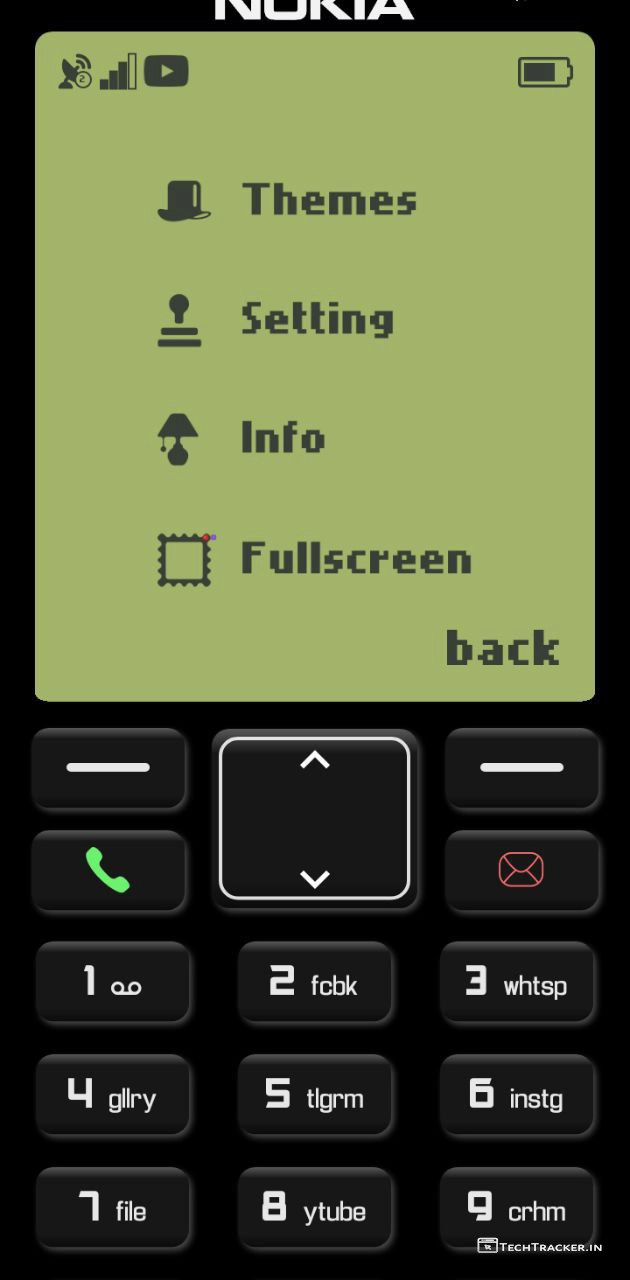 NOKIA
2
Themes
Setting
Info
Fullscreen
back
1
2 fcbk
3 whtsp
4 gllry
5 tlgrm
6 instg
7 file
8 ytube
9 crhm
TECHTRACKER.IN